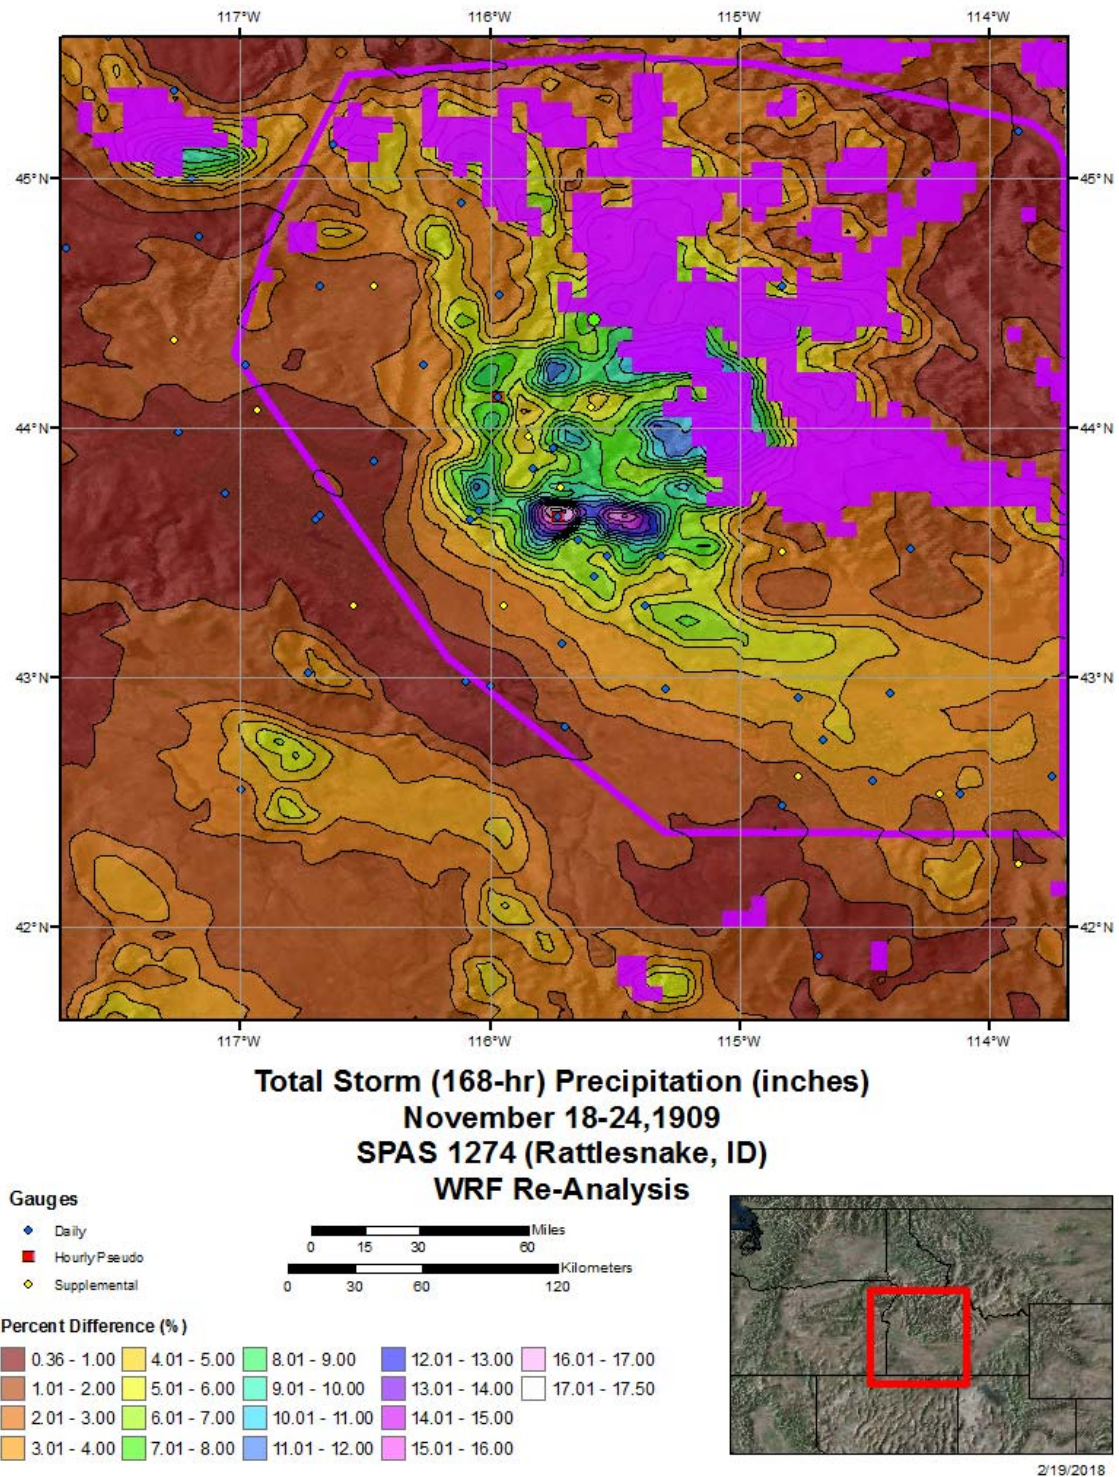 117°W 116°W 115°W 114°W
45°N 45°N
44°N 44°N
43°N 43°N
42°N 42°N
117°W 116°W 115°W 114°W
Total Storm (168-hr) Precipitation (inches)
November 18-24,1909
SPAS 1274 (Rattlesnake, ID)
WRF Re-Analysis
Gauges
Daily
Hourly Pseudo
Supplemental
Miles
0 15 30 60
Kilometers
0 30 60 120
Percent Difference (%)
0.36 - 1.00 4.01 - 5.00 8.01 - 9.00 12.01 - 13.00 16.01 - 17.00
1.01 - 2.00 5.01 - 6.00 9.01 - 10.00 13.01 - 14.00 17.01 - 17.50
2.01 - 3.00 6.01 - 7.00 10.01 - 11.00 14.01 - 15.00
3.01 - 4.00 7.01 - 8.00 11.01 - 12.00 15.01 - 16.00
2/19/2018